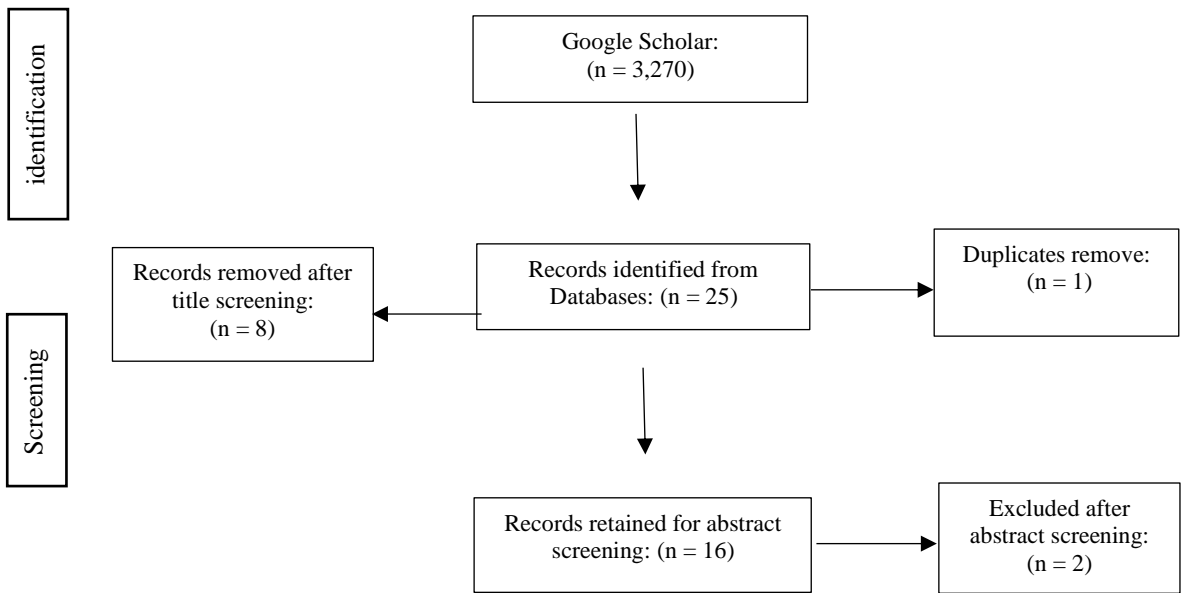 identification
Google Scholar:
(n = 3,270)
Records removed after
title screening:
(n = 8)
Records identified from
Databases: (n = 25)
Duplicates remove:
(n = 1)
Screening
Records retained for abstract
screening: (n = 16)
Excluded after
abstract screening:
(n = 2)